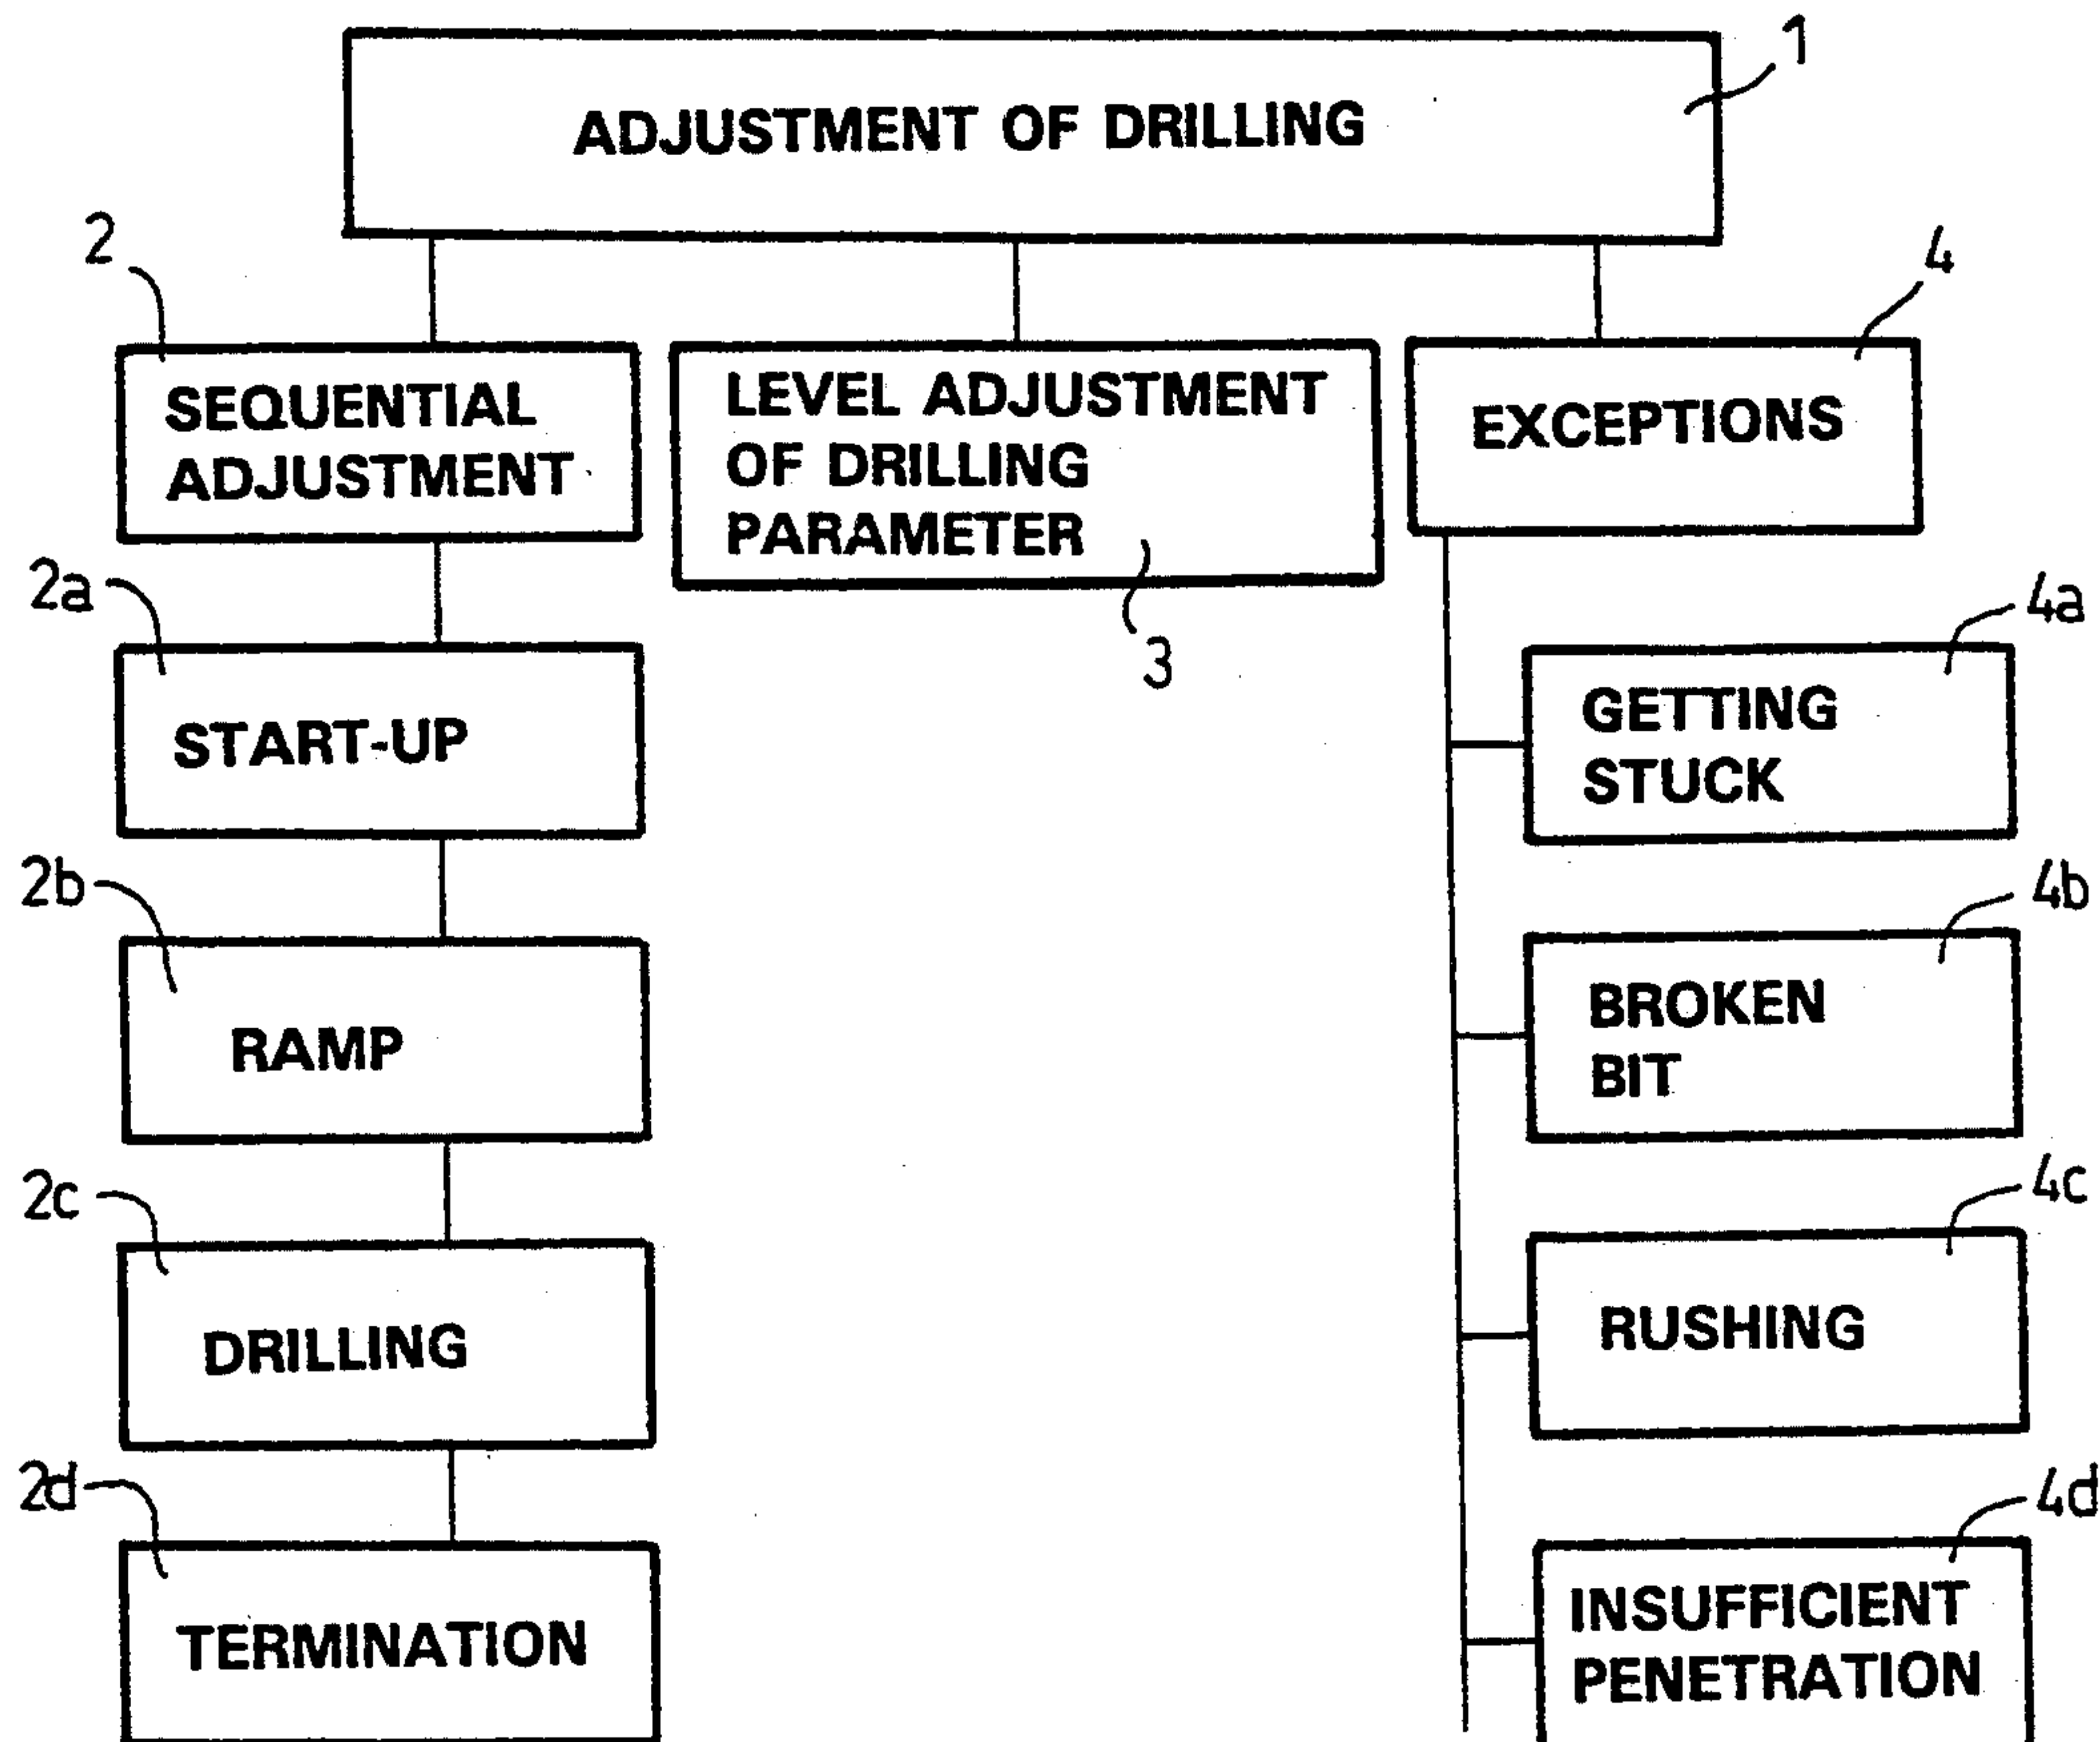 1
ADJUSTMENT OF DRILLING
2
4
SEQUENTIAL
ADJUSTMENT
LEVEL ADJUSTMENT
OF DRILLING
PARAMETER
3
EXCEPTIONS
2a
START-UP
4a
GETTING
STUCK
2b
RAMP
4b
BROKEN
BIT
2c
DRILLING
4c
RUSHING
2d
TERMINATION
4d
INSUFFICIENT
PENETRATION